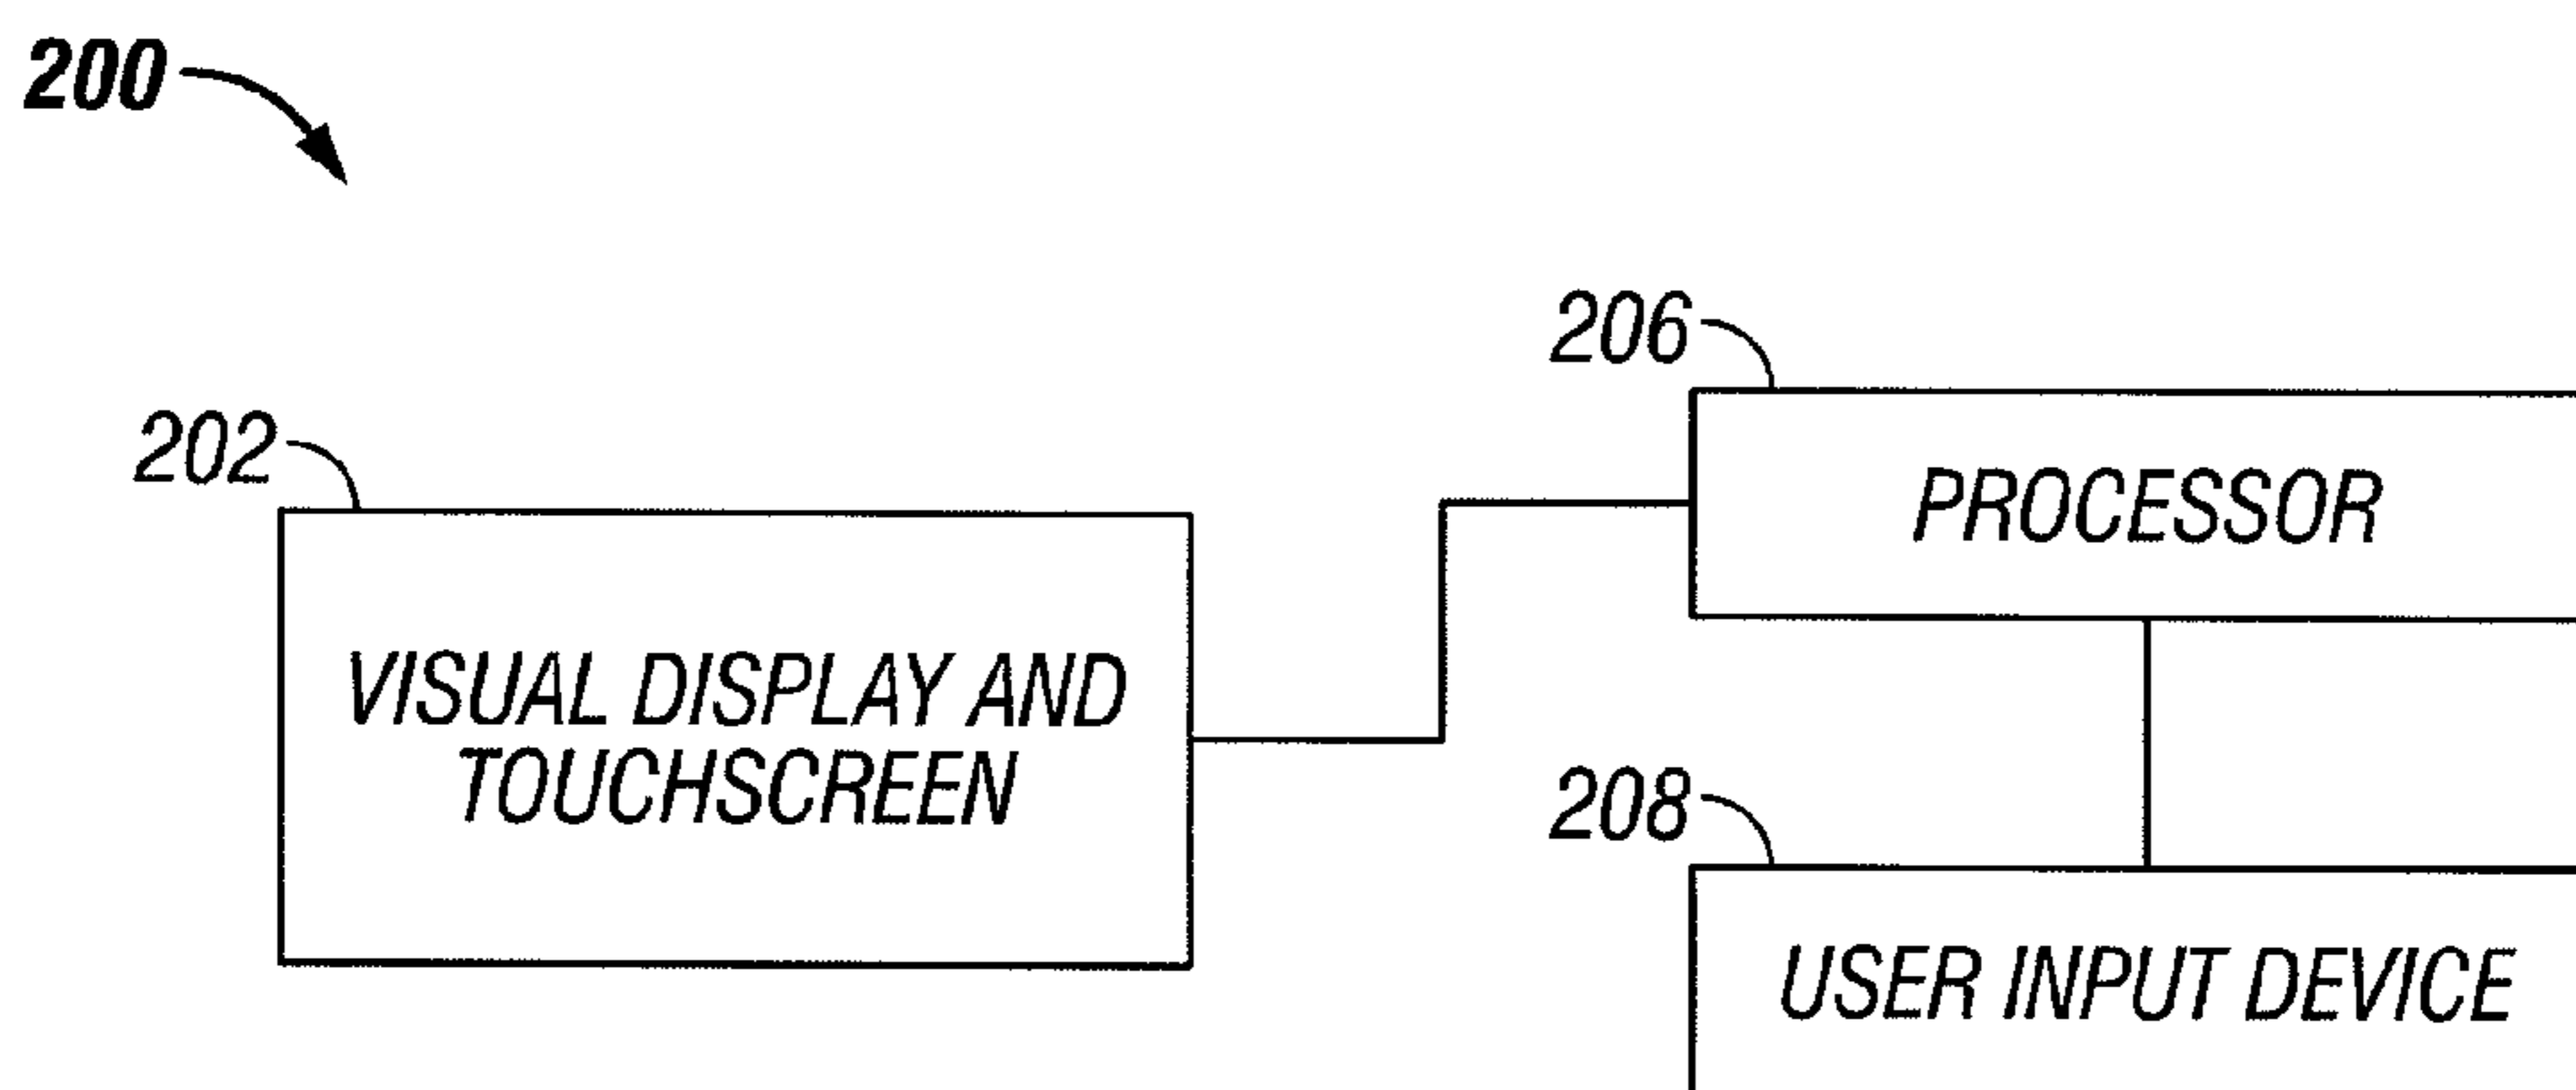 200
206
202
PROCESSOR
VISUAL DISPLAY AND
TOUCHSCREEN
208
USER INPUT DEVICE